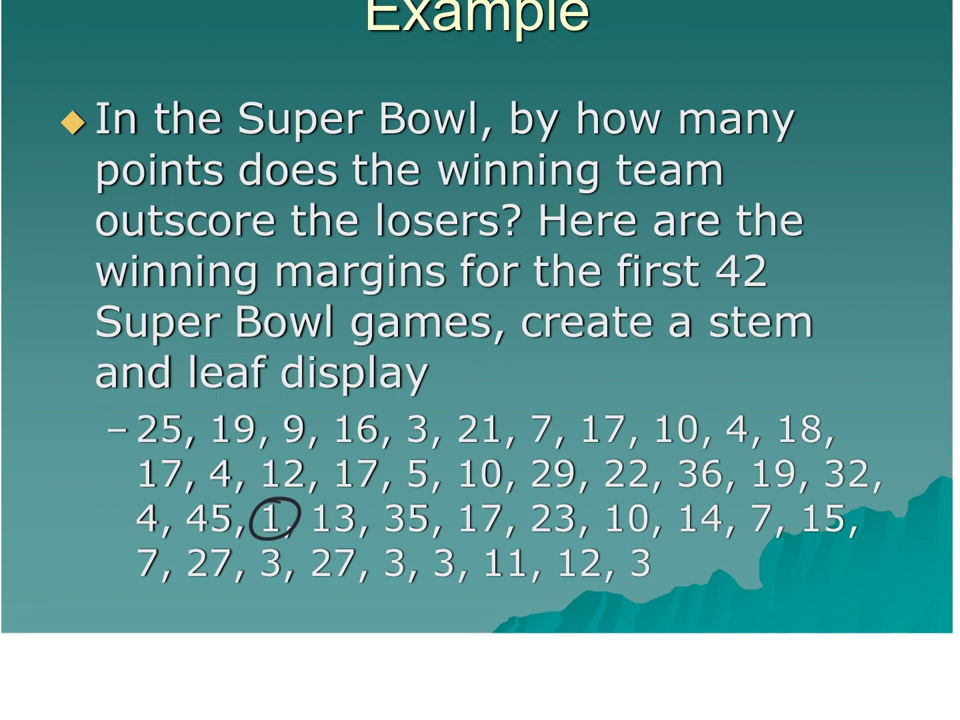 Example
In the Super Bowl, by how many
points does the winning team
outscore the losers? Here are the
winning margins for the first 42
Super Bowl games, create a stem
and leaf display
–25, 19, 9, 16, 3, 21, 7, 17, 10, 4, 18,
17, 4, 12, 17, 5, 10, 29, 22, 36, 19, 32,
4, 45, 1, 13, 35, 17, 23, 10, 14, 7, 15,
7, 27, 3, 27, 3, 3, 11, 12, 3